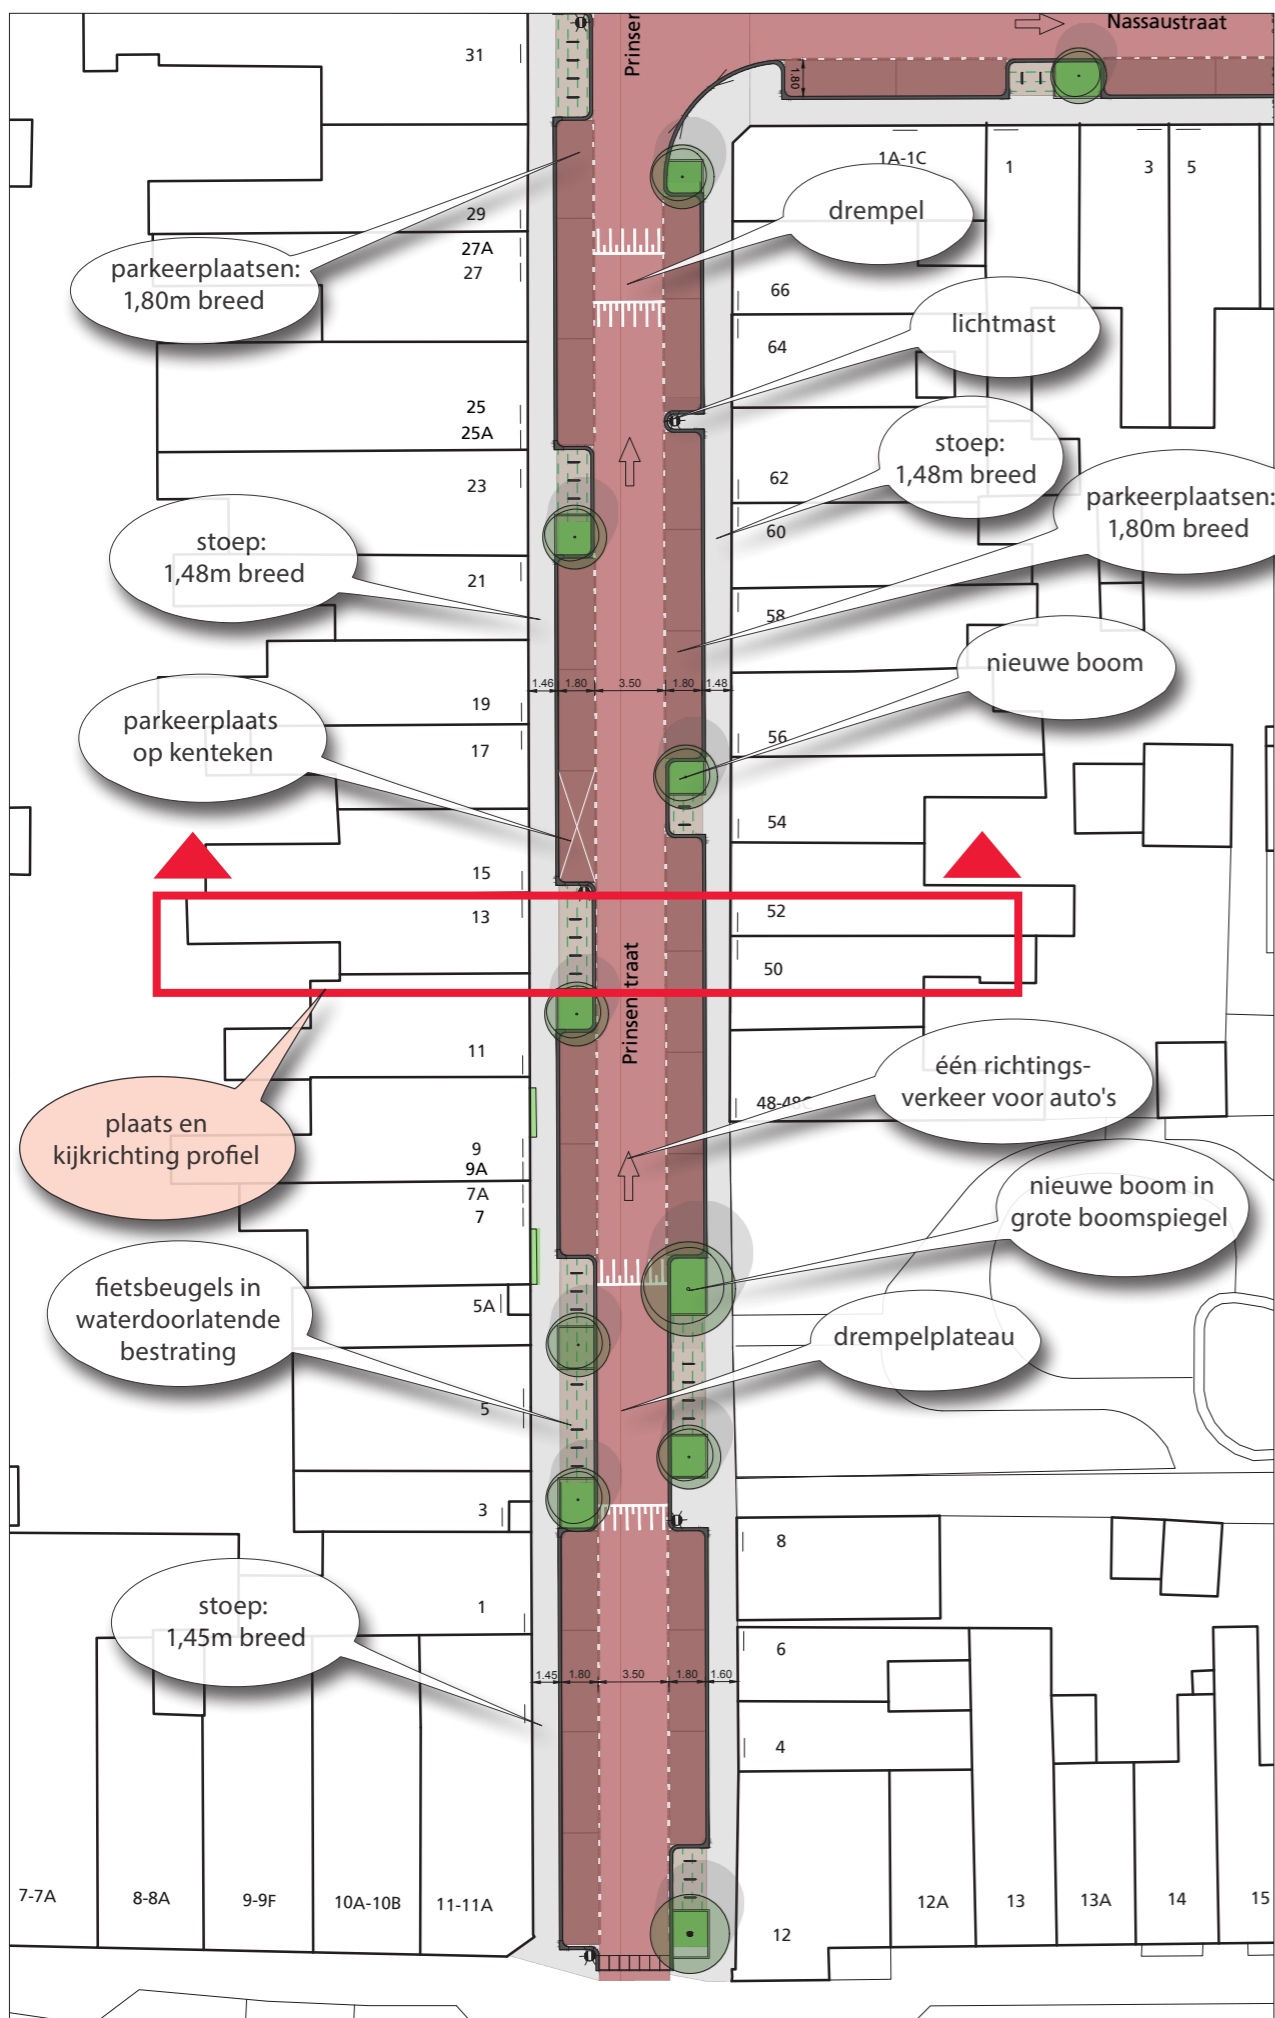 Nassaustraat
Prinser
31
1.80
1A-1C
1
3
5
29
27A
27
parkeerplaatsen:
1,80m breed
drempel
66
64
lichtmast
25
25A
23
stoep:
1,48m breed
62
60
parkeerplaatsen:
1,80m breed
stoep:
1,48m breed
21
58
nieuwe boom
1.46
1.80
3.50
1.80
1.48
19
17
parkeerplaats
op kenteken
56
54
15
13
52
50
Prinsenstraat
11
één richtings-
verkeer voor auto's
48-48C
plaats en
kijkrichting profiel
9
9A
7A
7
nieuwe boom in
grote boomspiegel
fietsbeugels in
waterdoorlatende
bestrating
5A
drempelplateau
5
3
8
stoep:
1,45m breed
1
6
1.45
1.80
3.50
1.80
1.60
4
7-7A
8-8A
9-9F
10A-10B
11-11A
12
12A
13
13A
14
15